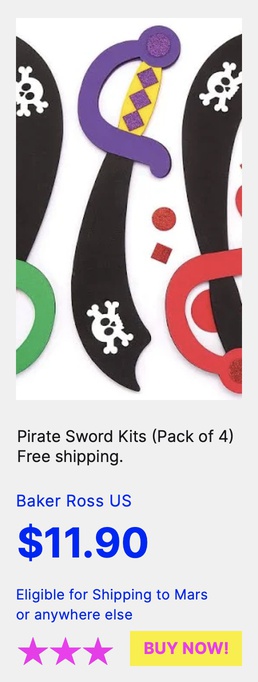 Pirate Sword Kits (Pack of 4)
Free shipping.
Baker Ross US
$11.90
Eligible for Shipping to Mars
or anywhere else
BUY NOW!